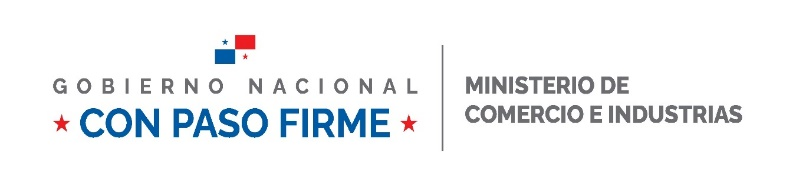 GOBIERNO NACIONAL
CON PASO FIRME
MINISTERIO DE
COMERCIO E INDUSTRIAS